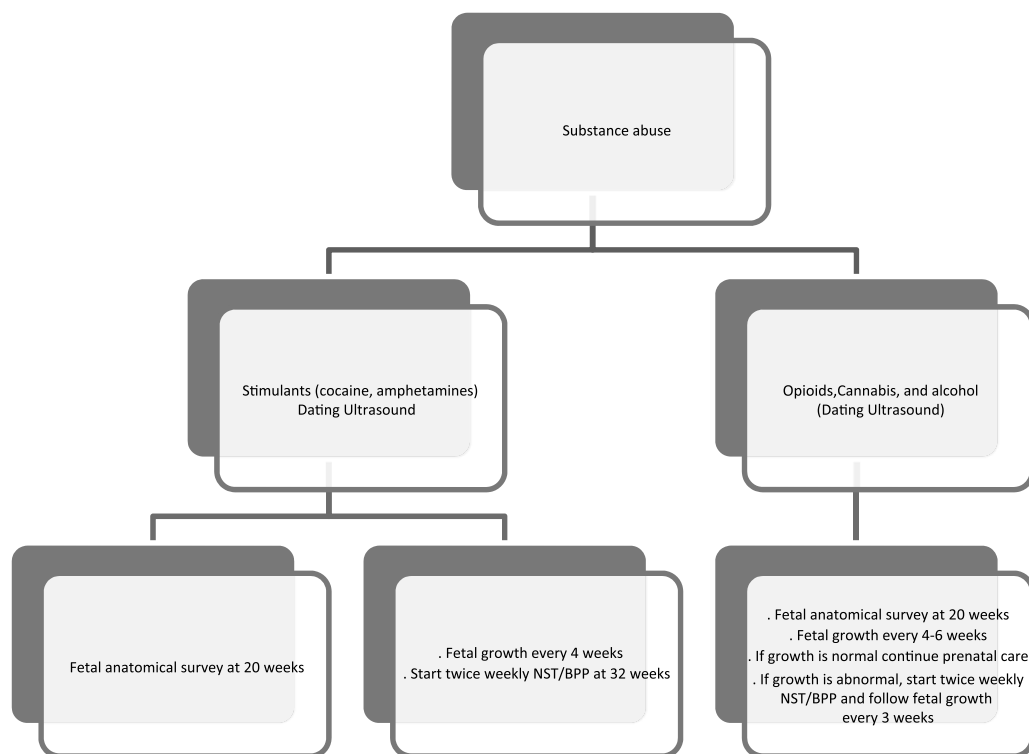 Substance abuse
Stimulants (cocaine, amphetamines)
Dating Ultrasound
Opioids,Cannabis, and alcohol
(Dating Ultrasound)
Fetal anatomical survey at 20 weeks
. Fetal growth every 4 weeks
. Start twice weekly NST/BPP at 32 weeks
. Fetal anatomical survey at 20 weeks
. Fetal growth every 4-6 weeks
. If growth is normal continue prenatal care
. If growth is abnormal, start twice weekly
NST/BPP and follow fetal growth
every 3 weeks